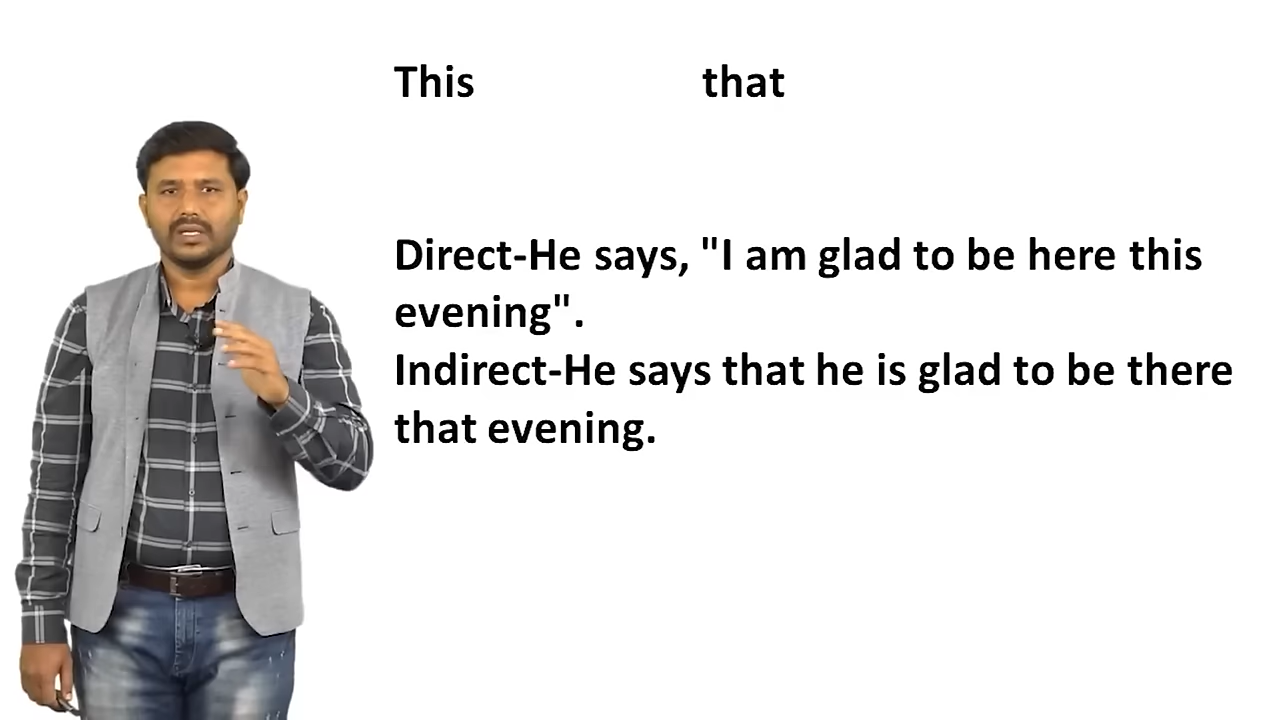 This that
Direct-He says, "I am glad to be here this
evening".
Indirect-He says that he is glad to be there
that evening.